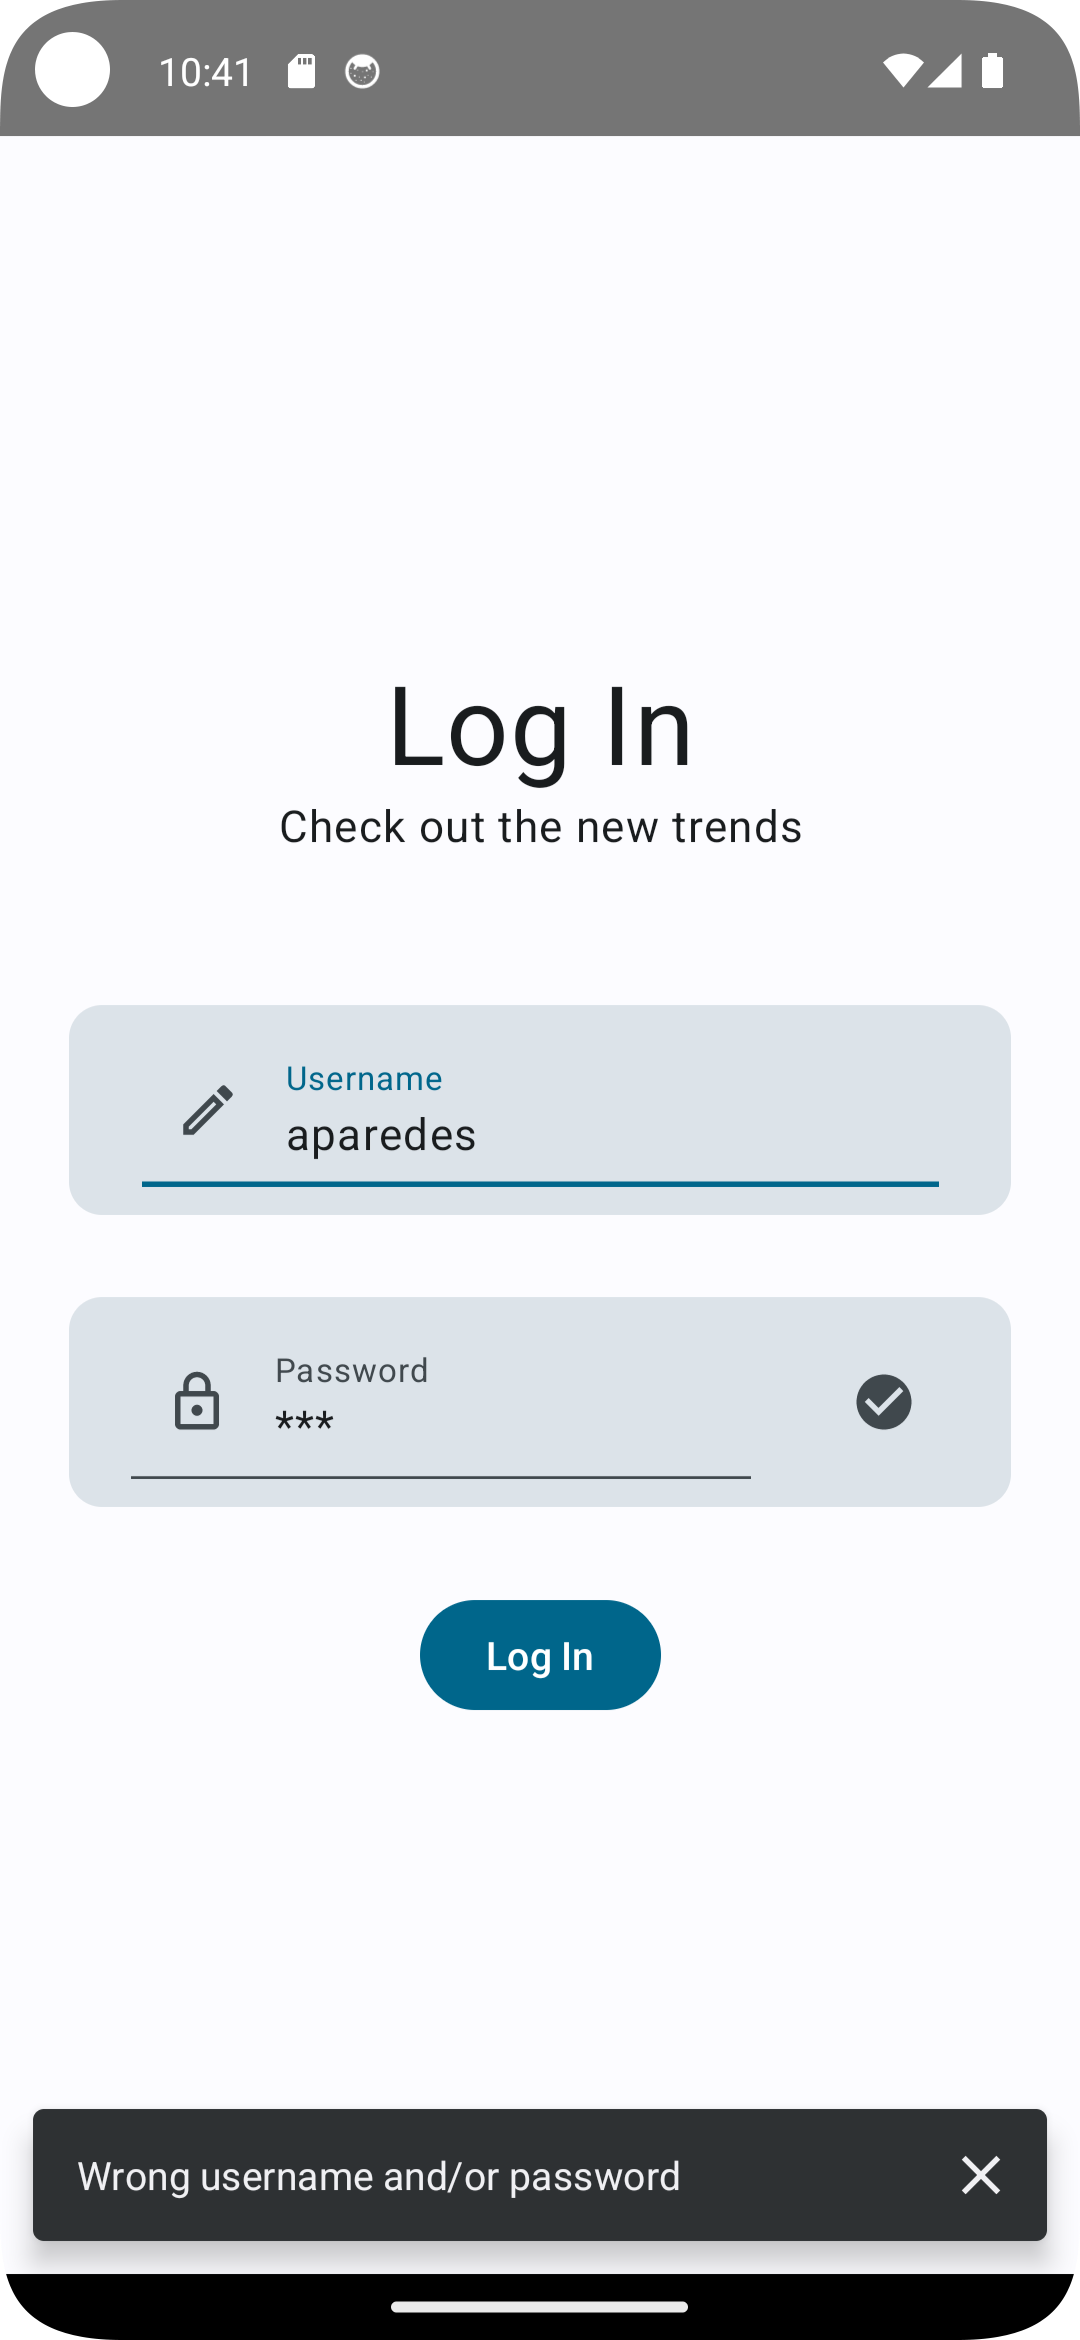 10:41
Log In
Check out the new trends
Username
aparedes
Password
***
Log In
Wrong username and/or password